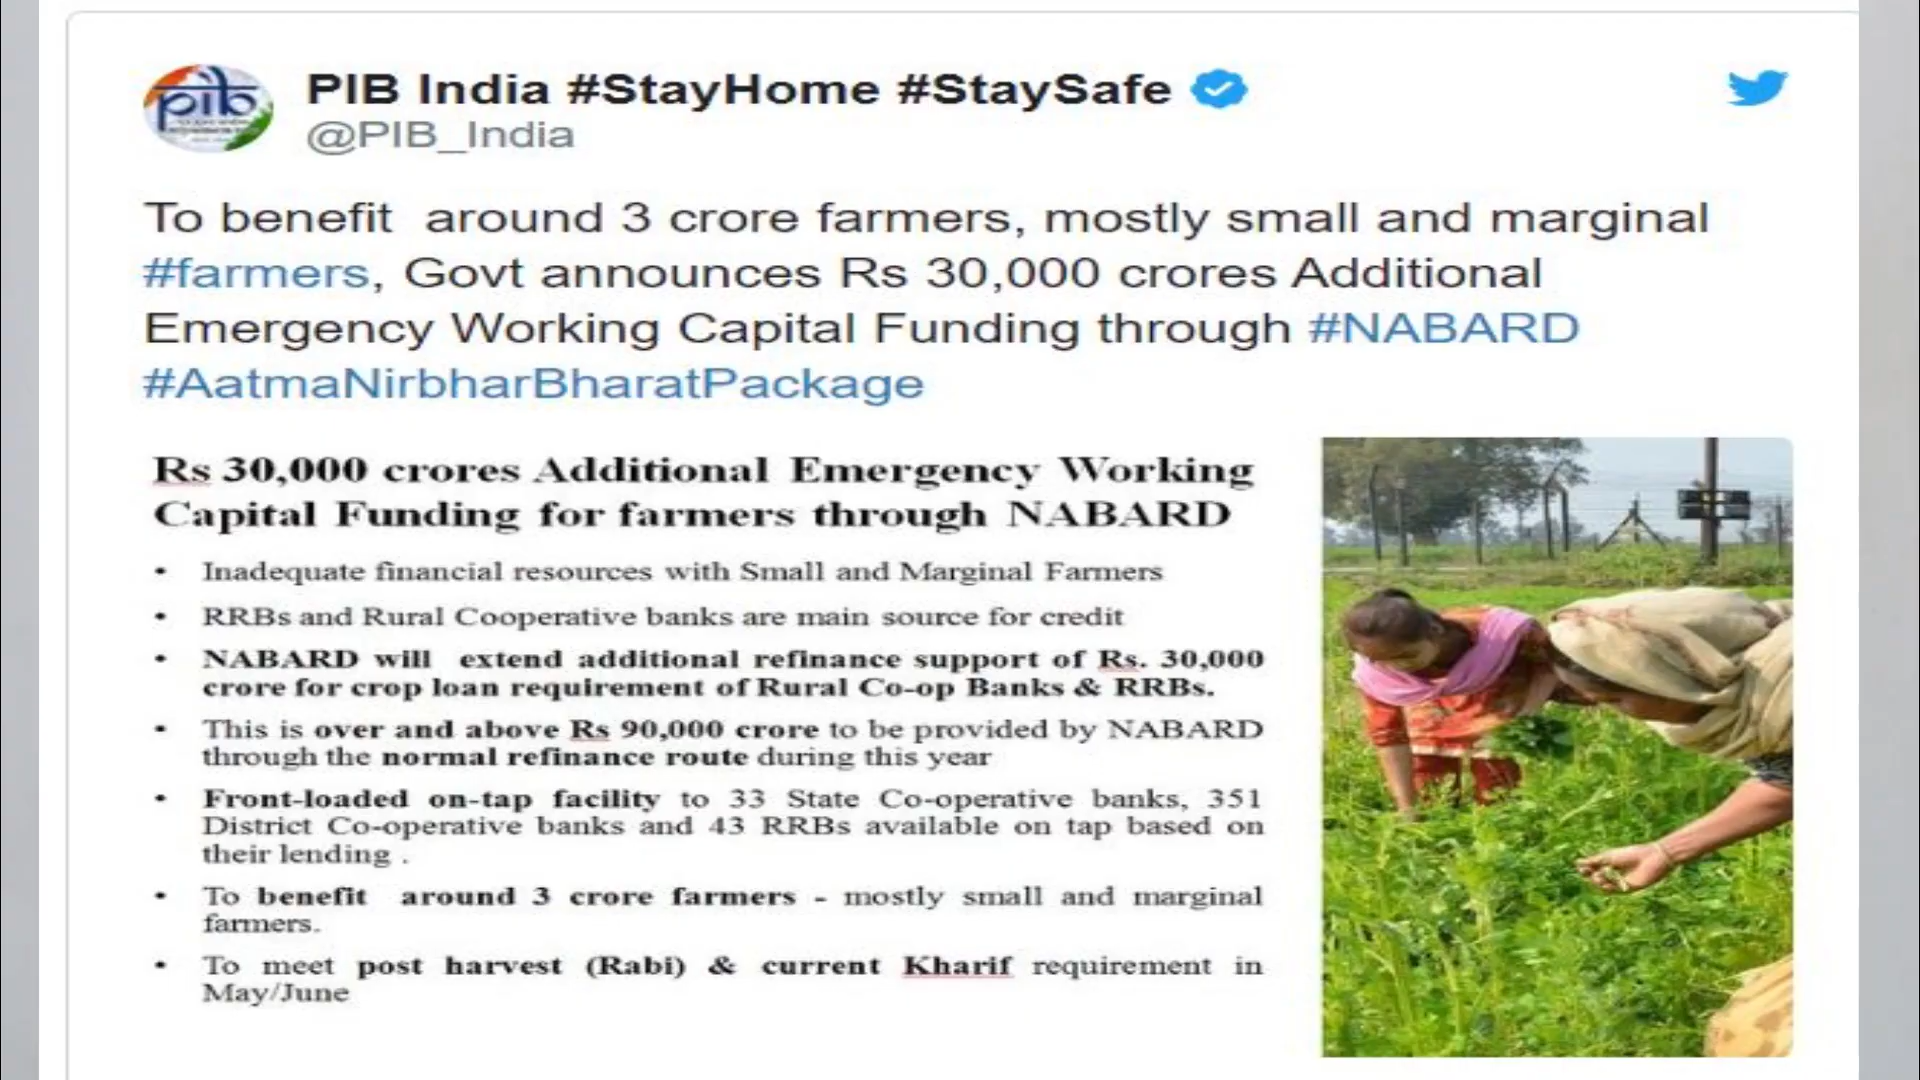 pib
PIB India #StayHome #StaySafe
@PIB_India
To benefit around 3 crore farmers, mostly small and marginal
#farmers, Govt announces Rs 30,000 crores Additional
Emergency Working Capital Funding through #NABARD
#AatmaNirbharBharatPackage
Rs 30,000 crores Additional Emergency Working
Capital Funding for farmers through NABARD
• Inadequate financial resources with Small and Marginal Farmers
• RRBs and Rural Cooperative banks are main source for credit
• NABARD will extend additional refinance support of Rs. 30,000
crore for crop loan requirement of Rural Co-op Banks & RRBs.
• This is over and above Rs 90,000 crore to be provided by NABARD
through the normal refinance route during this year
• Front-loaded on-tap facility to 33 State Co-operative banks, 351
District Co-operative banks and 43 RRBs available on tap based on
their lending .
• To benefit around 3 crore farmers - mostly small and marginal
farmers.
• To meet post harvest (Rabi) & current Kharif requirement in
May/June